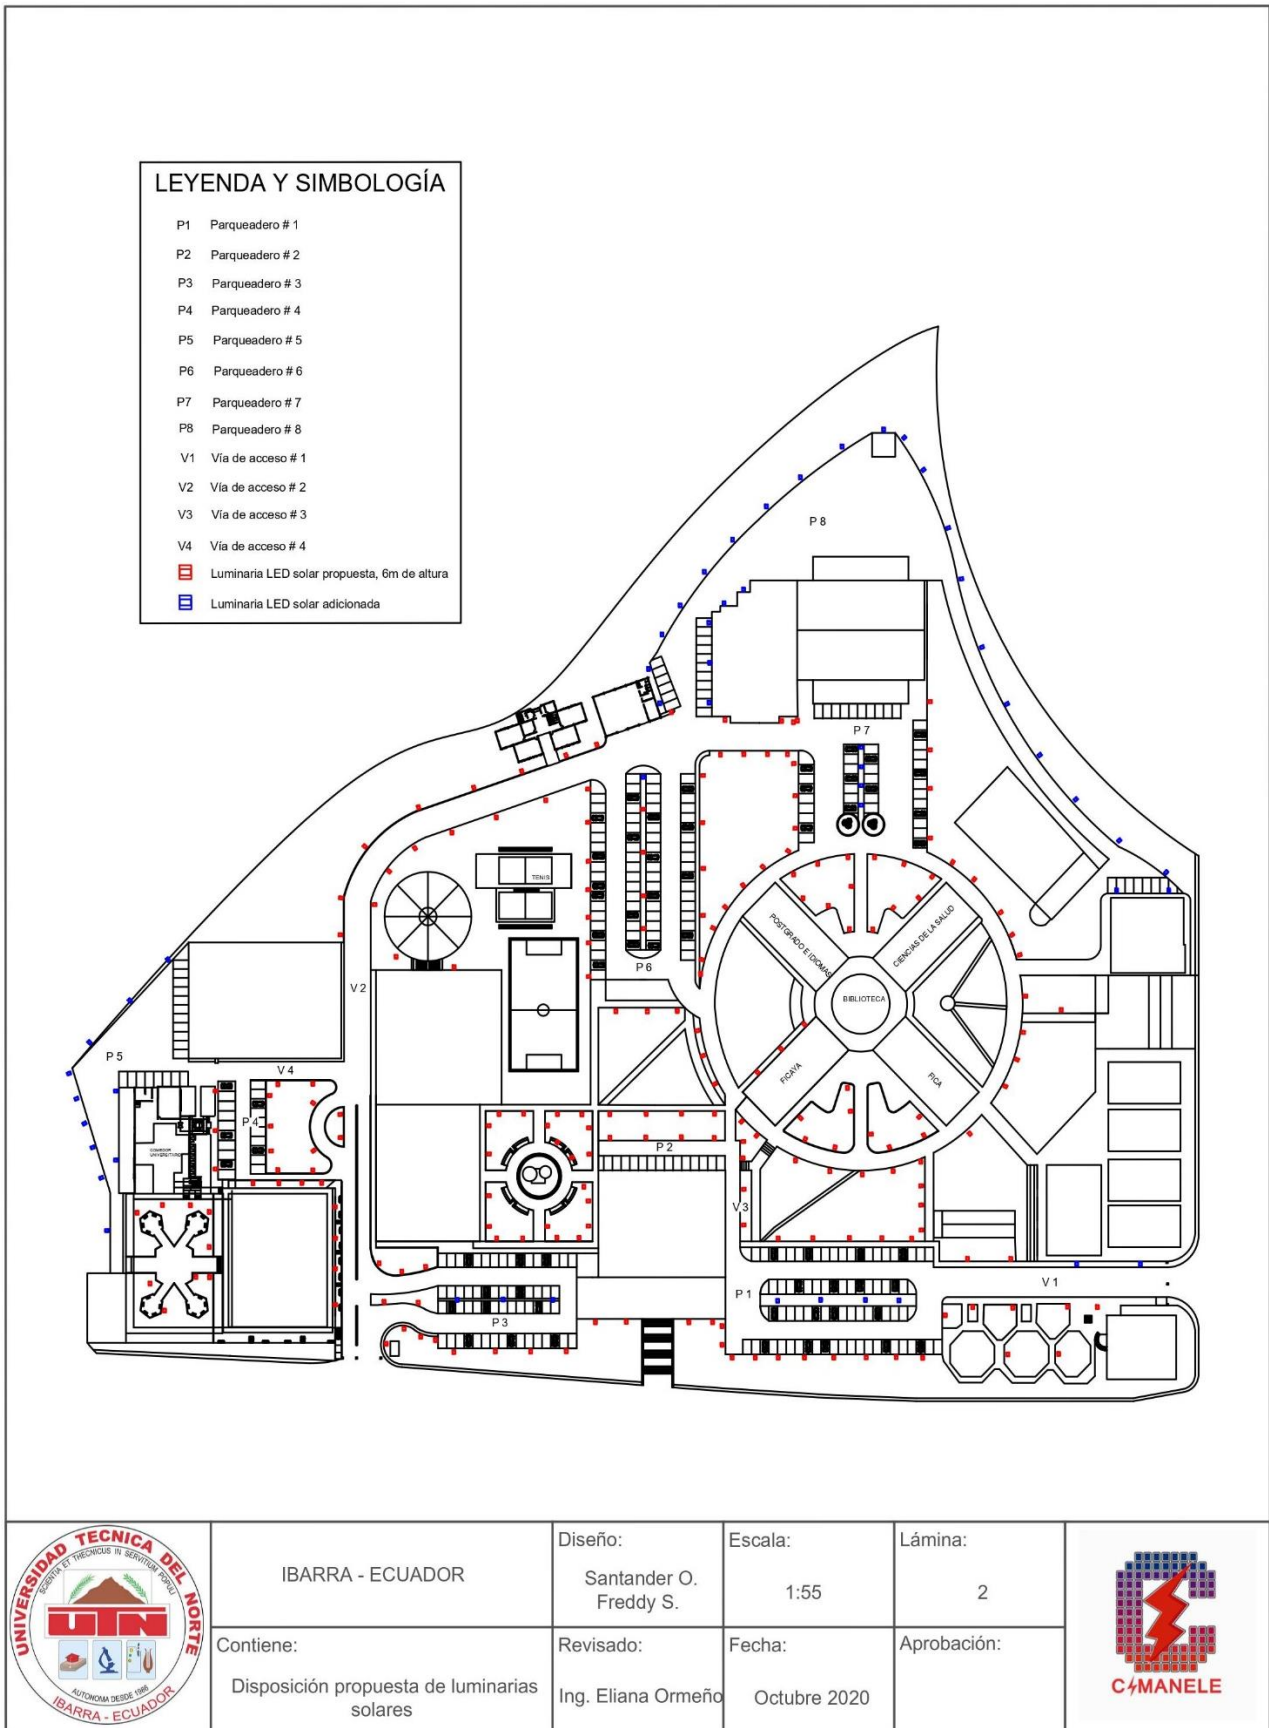 LEYENDA Y SIMBOLOGÍA
P1 Parqueadero # 1
P2 Parqueadero # 2
P3 Parqueadero # 3
P4 Parqueadero # 4
P5 Parqueadero # 5
P6 Parqueadero # 6
P7 Parqueadero # 7
P8 Parqueadero # 8
V1 Vía de acceso # 1
V2 Vía de acceso # 2
V3 Vía de acceso # 3
V4 Vía de acceso # 4
Luminaria LED solar propuesta, 6m de altura
Luminaria LED solar adicionada
P 8
P 7
TENIS
POSTGRADO E IDIOMAS
CIENCIAS DE LA SALUD
P 6
V 2
BIBLIOTECA
P 5
V 4
FICAYA
FICA
P 4
COMEDOR
UNIVERSITARIO
P 2
V 3
V 1
P 1
P 3
UNIVERSIDAD TECNICA DEL NORTE
SCIENTIA ET THECNICUS IN SERVITIUM POPULI
UTN
AUTONOMA DESDE 1986
IBARRA - ECUADOR
IBARRA - ECUADOR
Contiene:
Disposición propuesta de luminarias
solares
Diseño:
Santander O.
Freddy S.
Revisado:
Ing. Eliana Ormeño
Escala:
1:55
Fecha:
Octubre 2020
Lámina:
2
Aprobación:
CIMANELE